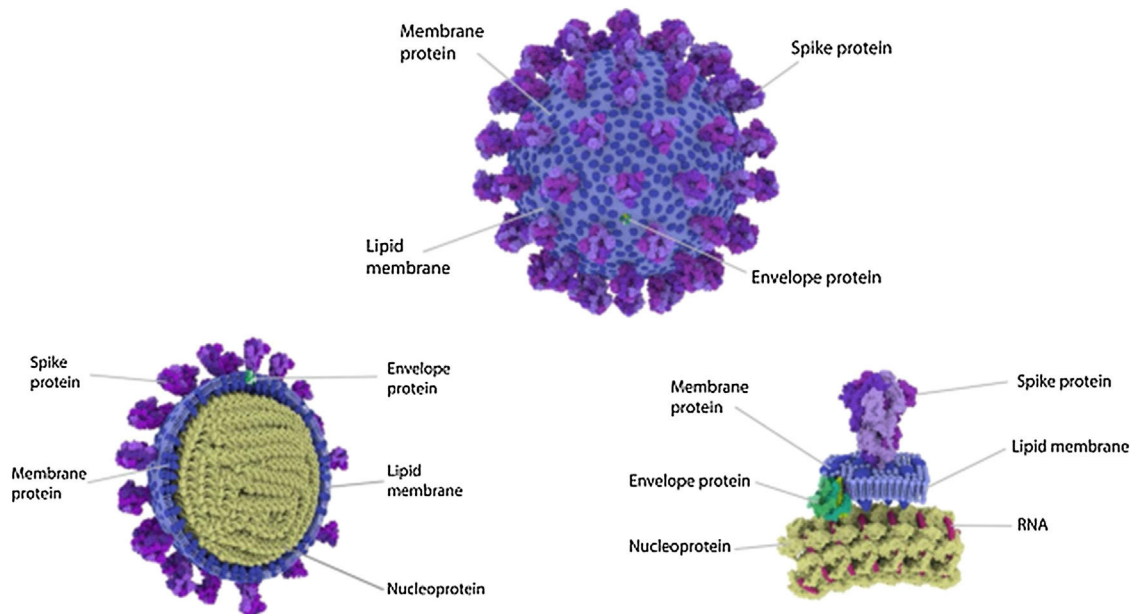 Membrane
protein
Spike protein
Lipid
membrane
Envelope protein
Spike
protein
Envelope
protein
Membrane
protein
Lipid
membrane
Nucleoprotein
Membrane
protein
Spike protein
Lipid membrane
Envelope protein
RNA
Nucleoprotein